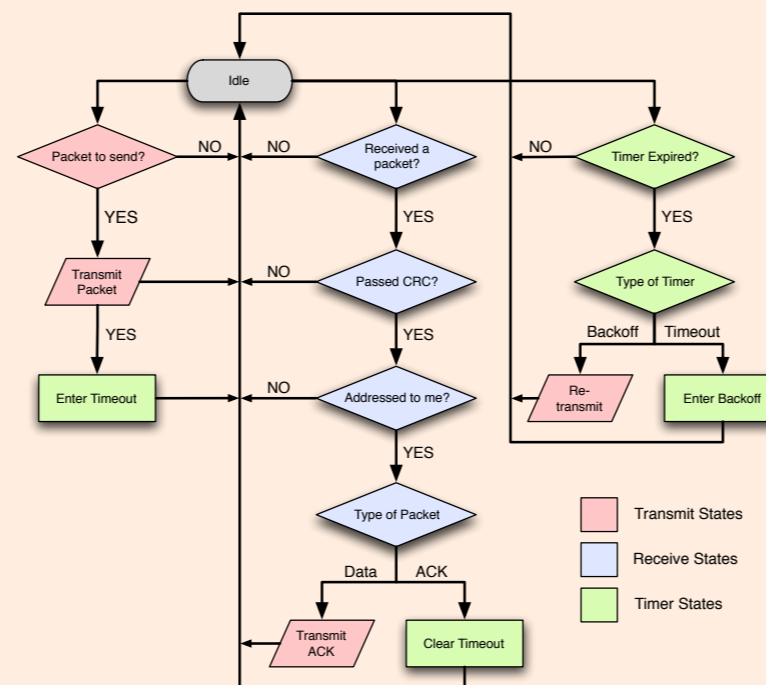 Idle
Packet to send?
NO
NO
Received a
packet?
NO
Timer Expired?
YES
YES
YES
Transmit
Packet
NO
Passed CRC?
Type of Timer
YES
YES
Backoff
Timeout
Enter Timeout
NO
Addressed to me?
Re-
transmit
Enter Backoff
YES
Type of Packet
Transmit States
Receive States
Data
ACK
Timer States
Transmit
ACK
Clear Timeout